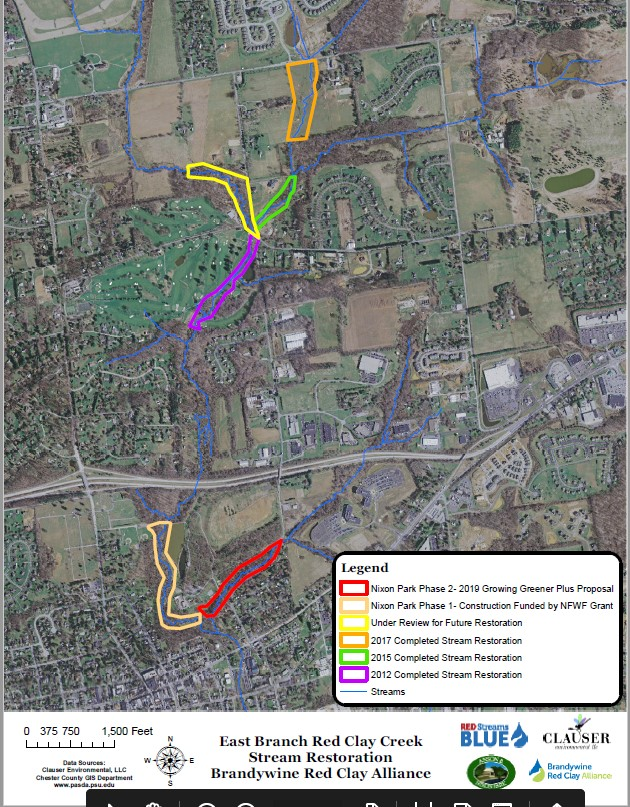 Legend
Nixon Park Phase 2- 2019 Growing Greener Plus Proposal
Nixon Park Phase 1- Construction Funded by NFWF Grant
Under Review for Future Restoration
2017 Completed Stream Restoration
2015 Completed Stream Restoration
2012 Completed Stream Restoration
Streams
0 375 750 1,500 Feet
Data Sources:
Clauser Environmental, LLC
Chester County GIS Department
www.pasda.psu.edu
N
W E
S
East Branch Red Clay Creek
Stream Restoration
Brandywine Red Clay Alliance
RED Streams
BLUE
CLAUSER
environmental llc
Brandywine
Red Clay Alliance